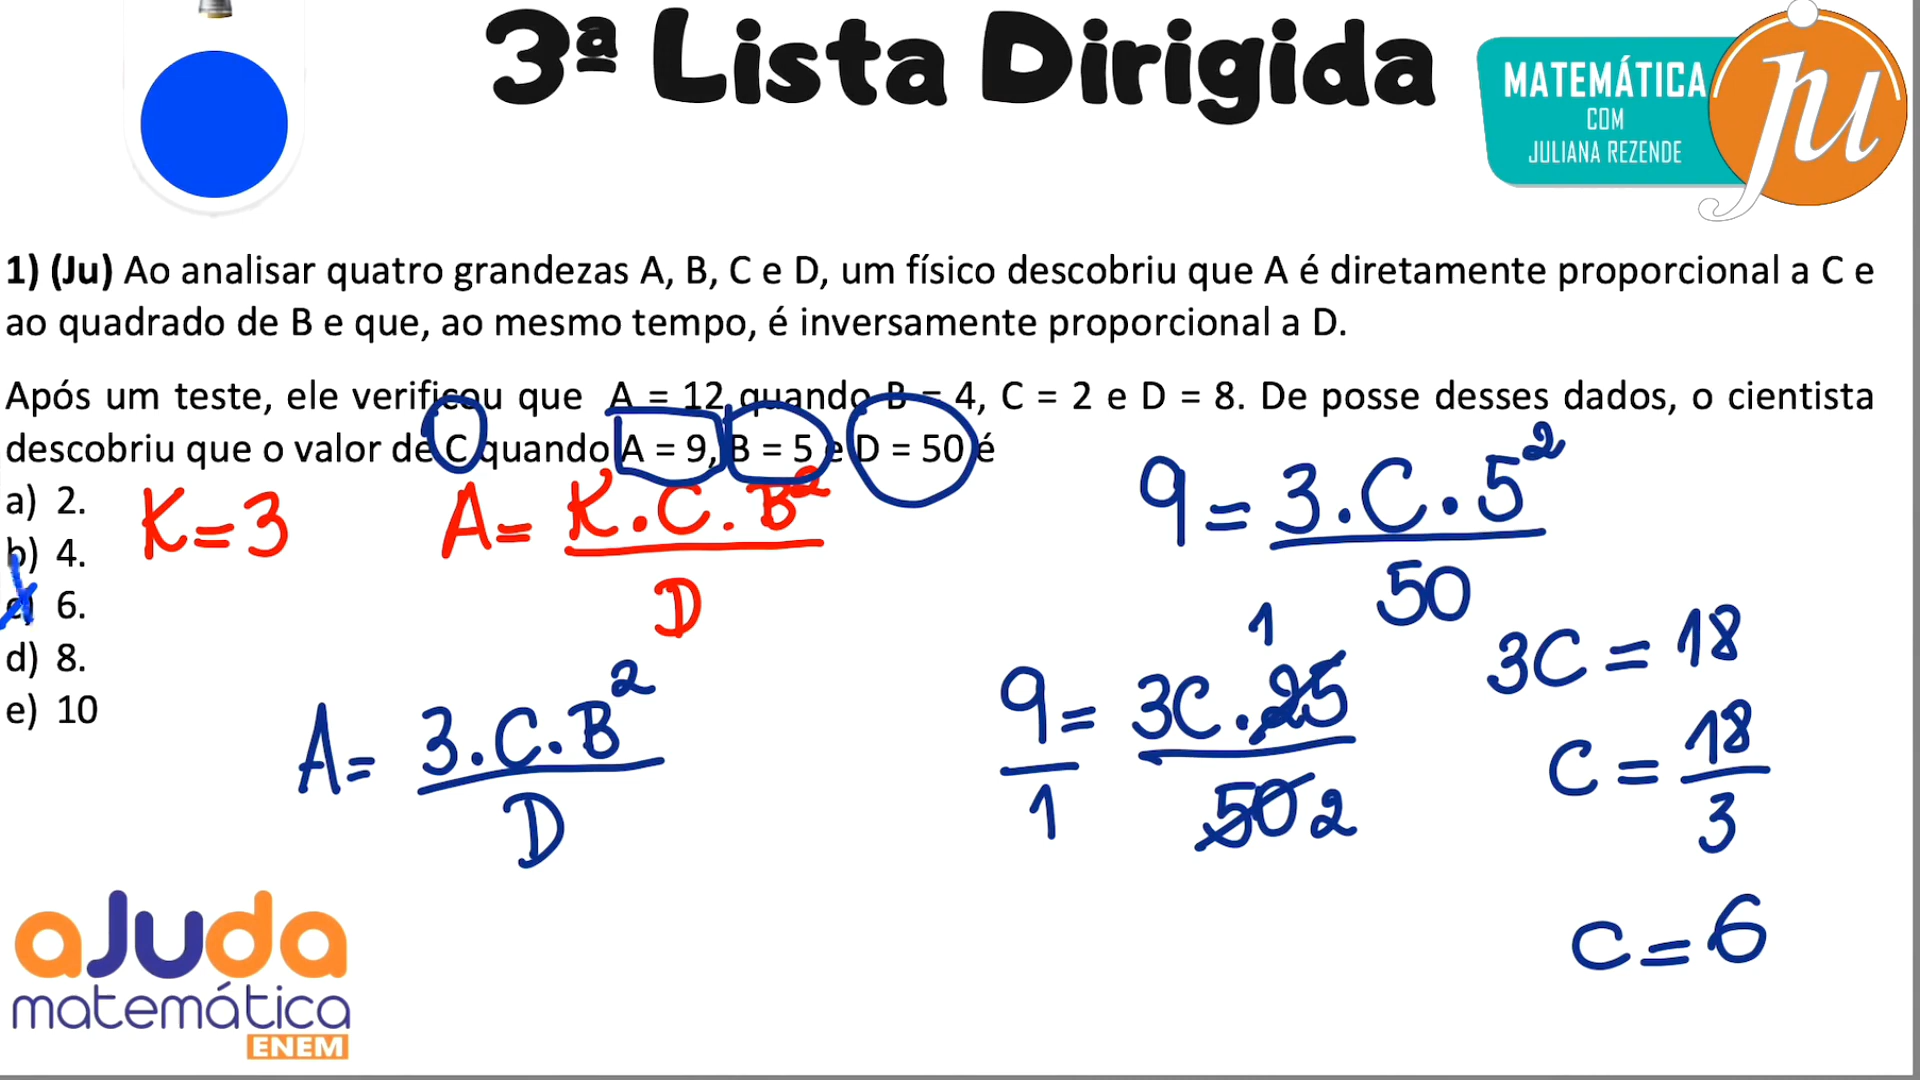 3ª Lista Dirigida
MATEMÁTICA
COM
JULIANA REZENDE
ju
1) (Ju) Ao analisar quatro grandezas A, B, C e D, um físico descobriu que A é diretamente proporcional a C e
ao quadrado de B e que, ao mesmo tempo, é inversamente proporcional a D.
Após um teste, ele verificou que A = 12 quando B = 4, C = 2 e D = 8. De posse desses dados, o cientista
descobriu que o valor de C quando A = 9, B = 5 e D = 50 é
a) 2.
b) 4.
c) 6.
d) 8.
e) 10
K=3
A= K.C.B²
D
A= 3.C.B²
D
9= 3.C.5²
50
1
9= 3C.25
1 50 2
3C = 18
C = 18
3
C = 6
aJuda
matemática
ENEM